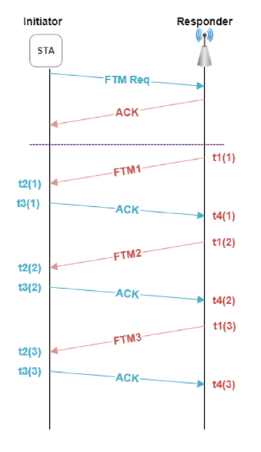 Initiator Responder
STA
FTM Req
ACK
t1(1)
FTM1
t2(1)
t3(1)
ACK
t4(1)
t1(2)
FTM2
t2(2)
t3(2)
ACK
t4(2)
t1(3)
FTM3
t2(3)
t3(3)
ACK
t4(3)